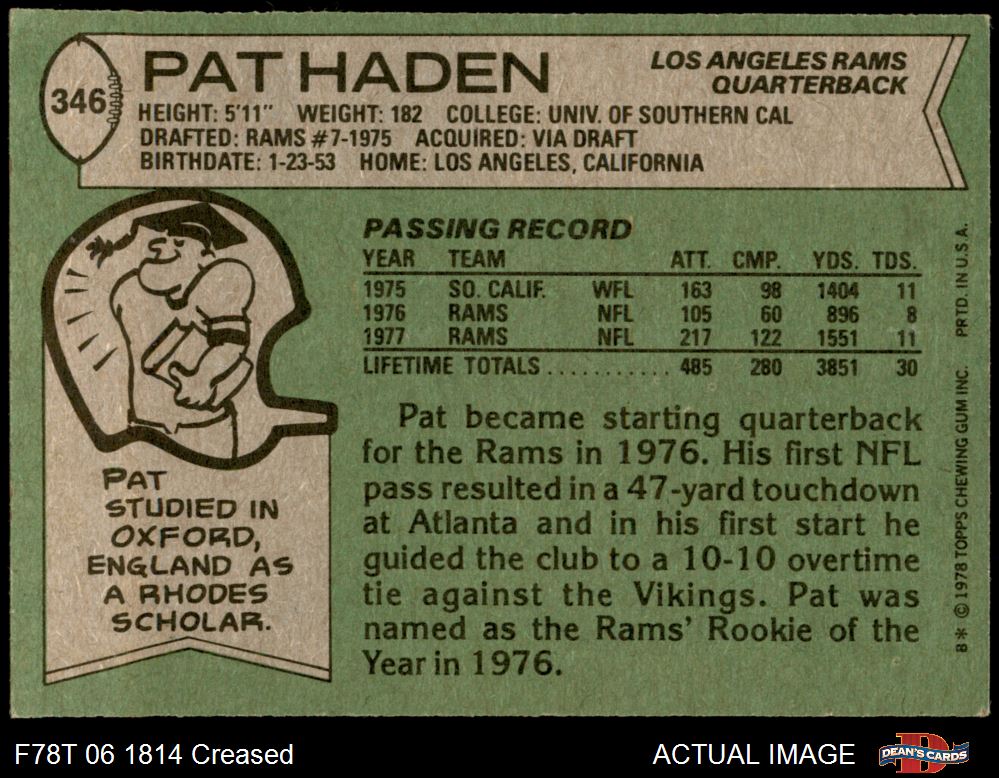 346
PAT HADEN
LOS ANGELES RAMS
QUARTERBACK
HEIGHT: 5'11" WEIGHT: 182 COLLEGE: UNIV. OF SOUTHERN CAL
DRAFTED: RAMS #7-1975 ACQUIRED: VIA DRAFT
BIRTHDATE: 1-23-53 HOME: LOS ANGELES, CALIFORNIA
PASSING RECORD
YEAR TEAM ATT. CMP. YDS. TDS.
1975 SO. CALIF. WFL 163 98 1404 11
1976 RAMS NFL 105 60 896 8
1977 RAMS NFL 217 122 1551 11
LIFETIME TOTALS ........... 485 280 3851 30
Pat became starting quarterback
for the Rams in 1976. His first NFL
pass resulted in a 47-yard touchdown
at Atlanta and in his first start he
guided the club to a 10-10 overtime
tie against the Vikings. Pat was
named as the Rams' Rookie of the
Year in 1976.
PAT
STUDIED IN
OXFORD,
ENGLAND AS
A RHODES
SCHOLAR.
8* © 1978 TOPPS CHEWING GUM INC. PRTD. IN U.S.A.
F78T 06 1814 Creased
ACTUAL IMAGE
DEAN'S CARDS